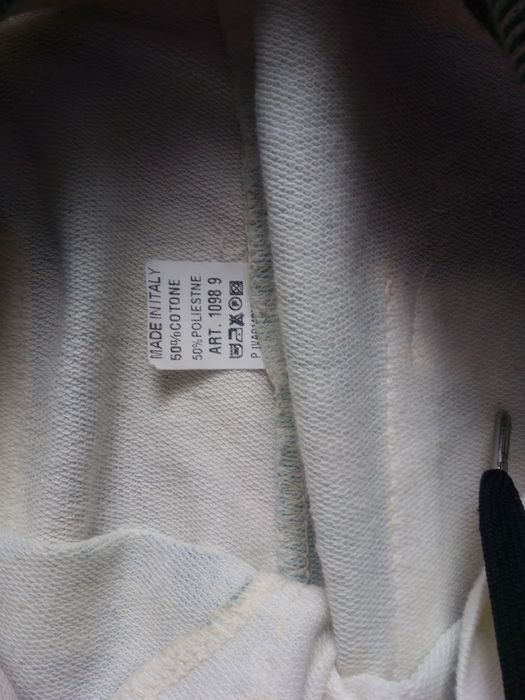 MADE IN ITALY
50%COTONE
50%POLIESTNE
ART. 1098 9